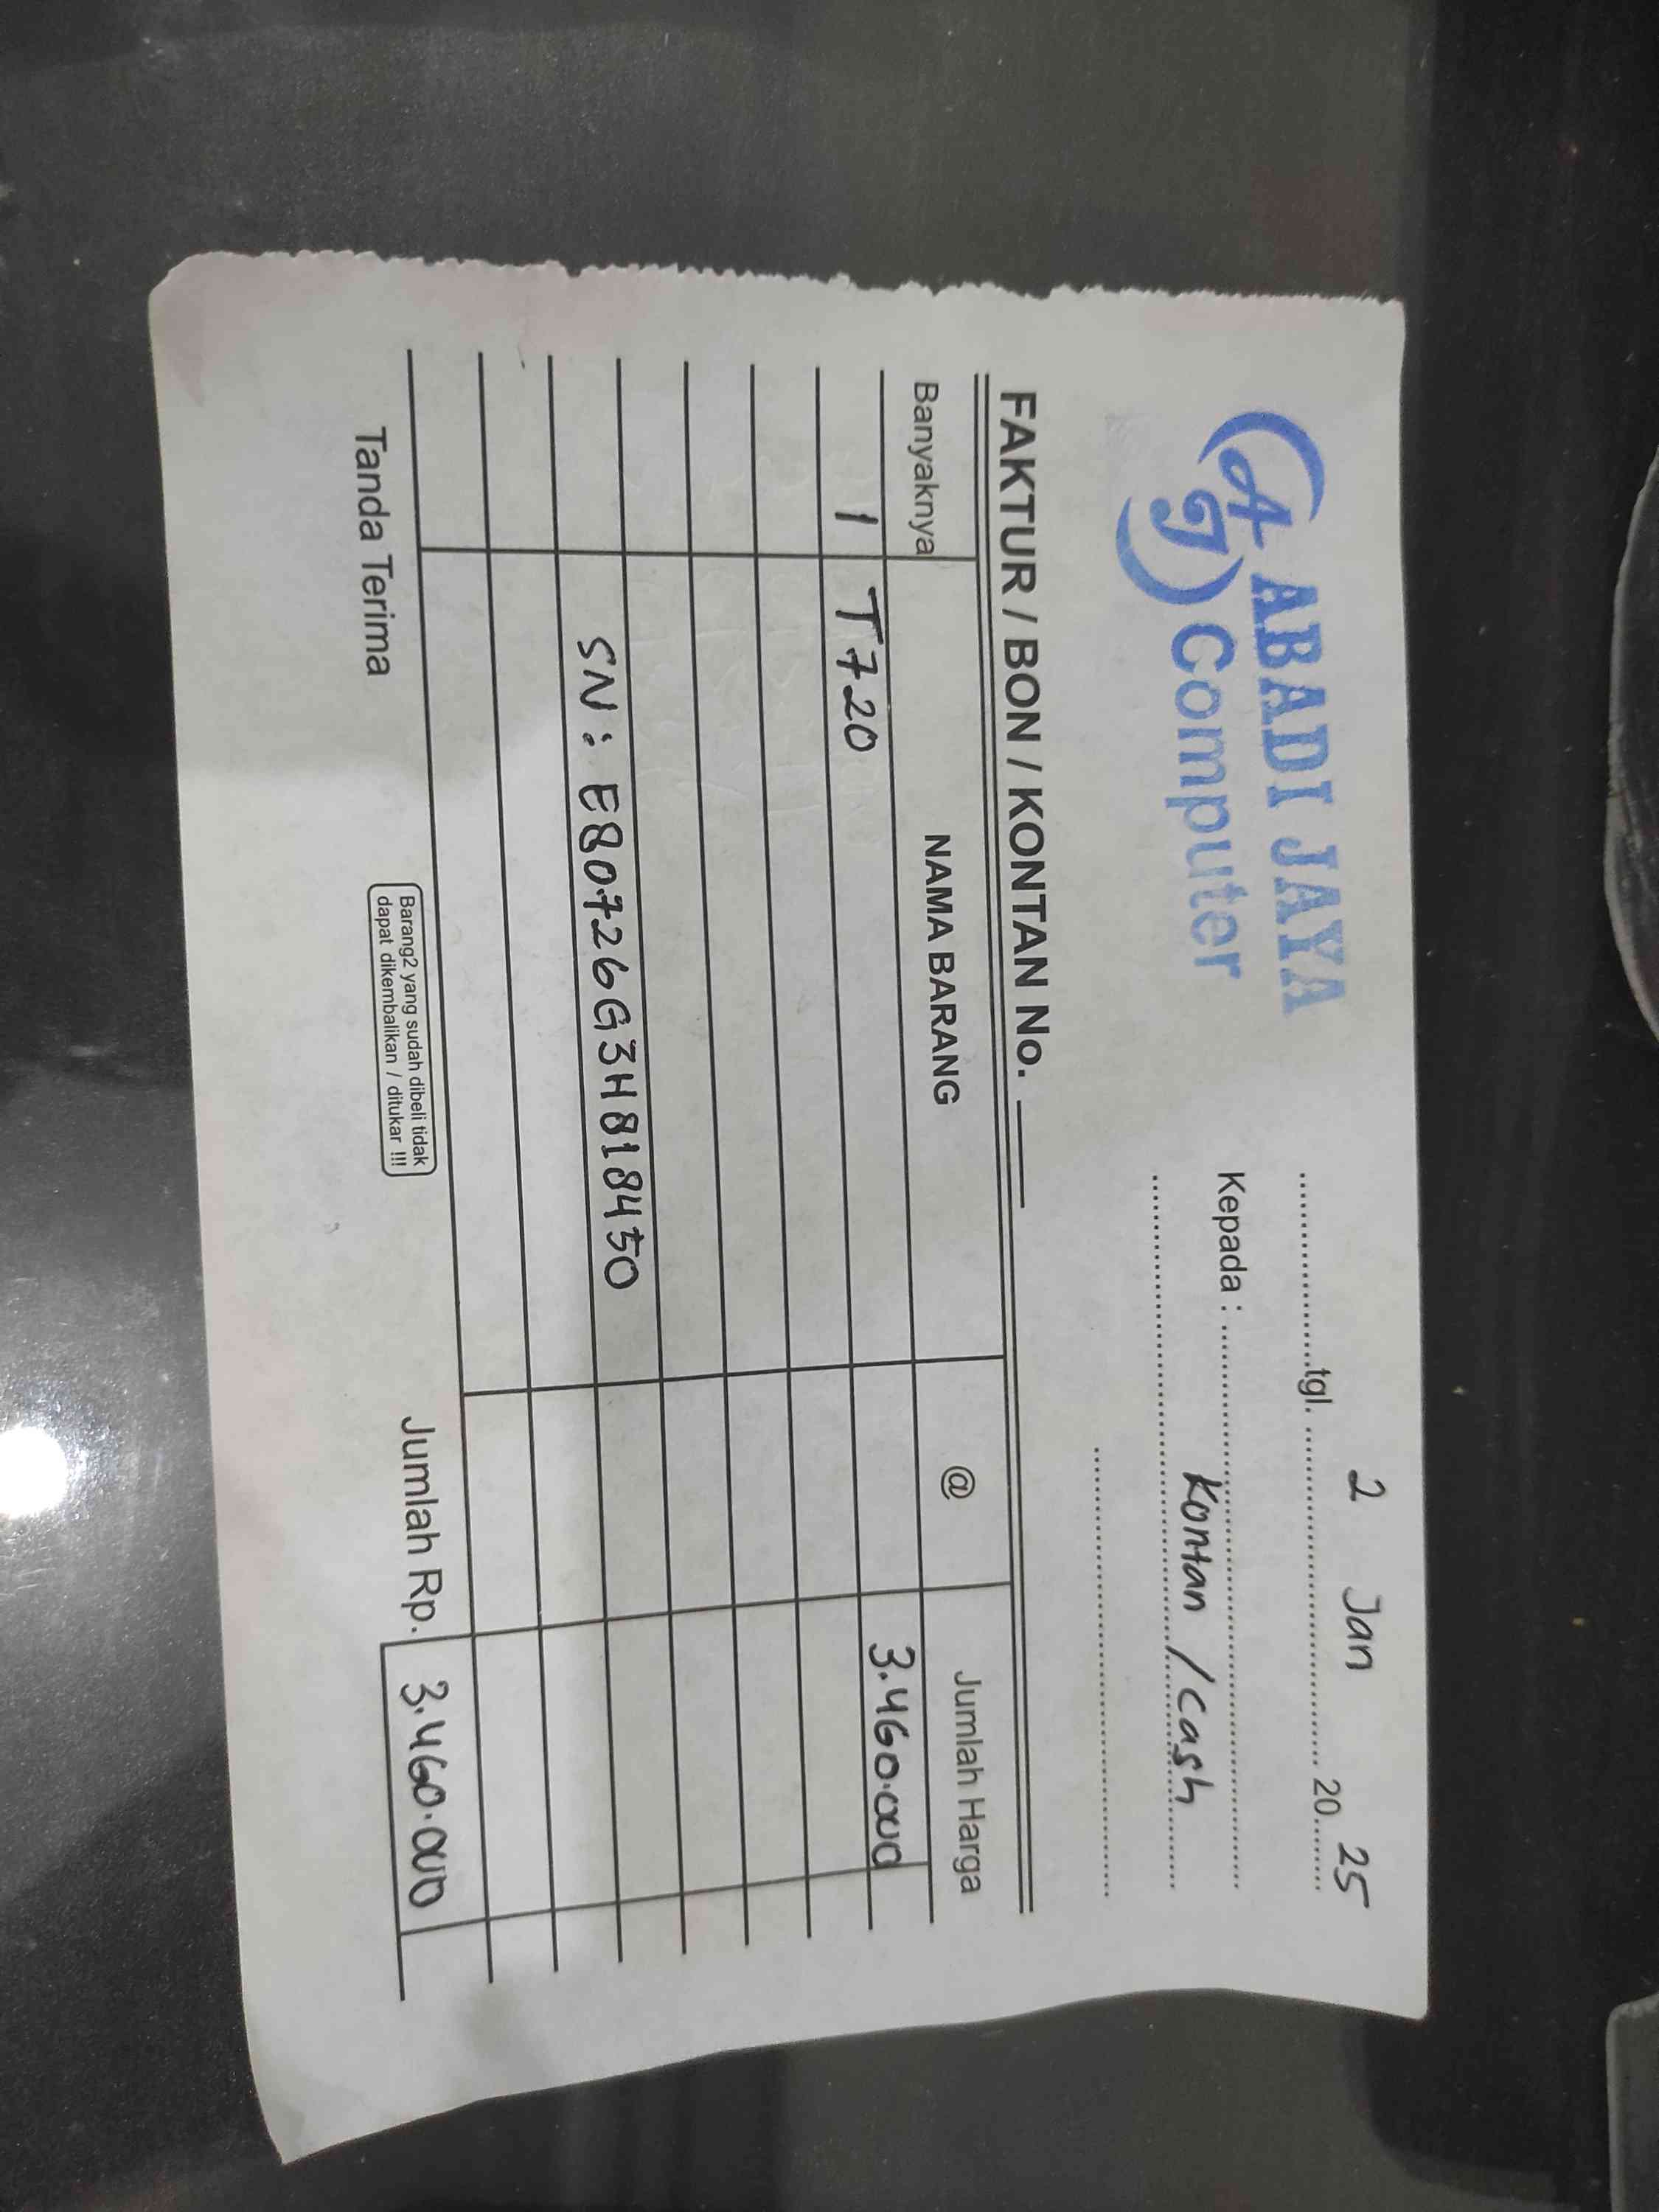 AJ ABADI JAYA
Computer
tgl. 2 Jan 20 25
Kepada : Kontan / cash
FAKTUR / BON / KONTAN No.
Banyaknya NAMA BARANG @ Jumlah Harga
1 T720 3.460.000
SN : E80726G3H818450
Tanda Terima
Barang2 yang sudah dibeli tidak
dapat dikembalikan / ditukar !!!
Jumlah Rp. 3.460.000